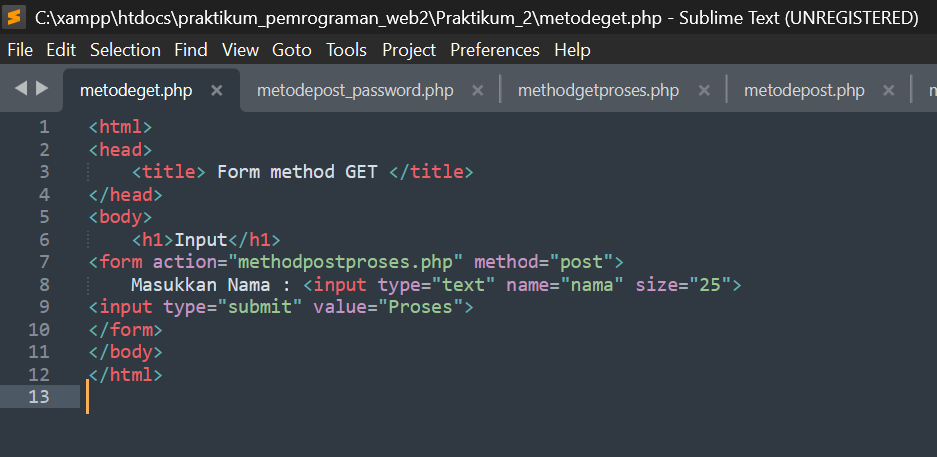 C:\xampp\htdocs\praktikum_pemrograman_web2\Praktikum_2\metodeget.php - Sublime Text (UNREGISTERED)
File Edit Selection Find View Goto Tools Project Preferences Help
metodeget.php × metodepost_password.php × methodgetproses.php × metodepost.php ×
1 <html>
2 <head>
3 <title> Form method GET </title>
4 </head>
5 <body>
6 <h1>Input</h1>
7 <form action="methodpostproses.php" method="post">
8 Masukkan Nama : <input type="text" name="nama" size="25">
9 <input type="submit" value="Proses">
10 </form>
11 </body>
12 </html>
13